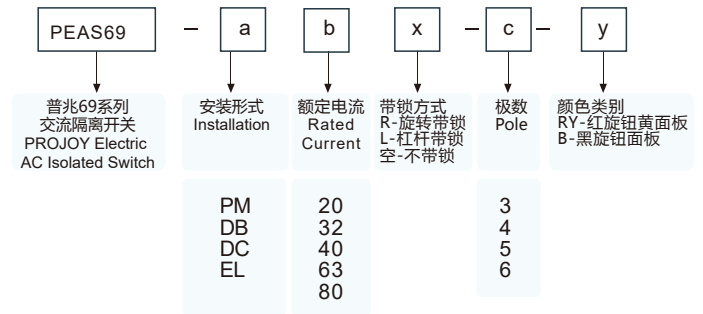 PEAS69 - a b x - c - y
普兆69系列
交流隔离开关
PROJOY Electric
AC Isolated Switch
安装形式
Installation
额定电流
Rated
Current
带锁方式
R-旋转带锁
L-杠杆带锁
空-不带锁
极数
Pole
颜色类别
RY-红旋钮黄面板
B-黑旋钮面板
PM
DB
DC
EL
20
32
40
63
80
3
4
5
6